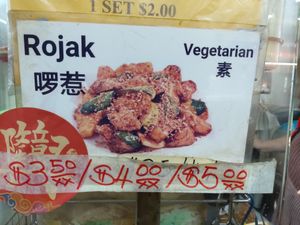 1 SET $2.00
Rojak
啰惹
Vegetarian
素
$3.50/$4.00/$5.00